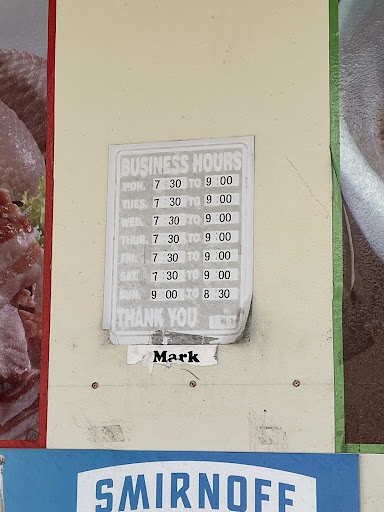 BUSINESS HOURS
MON. 7 30 TO 9 00
TUES. 7 30 TO 9 00
WED. 7 30 TO 9 00
THUR. 7 30 TO 9 00
FRI. 7 30 TO 9 00
SAT. 7 30 TO 9 00
SUN. 9 00 TO 8 30
THANK YOU
Mark
SMIRNOFF